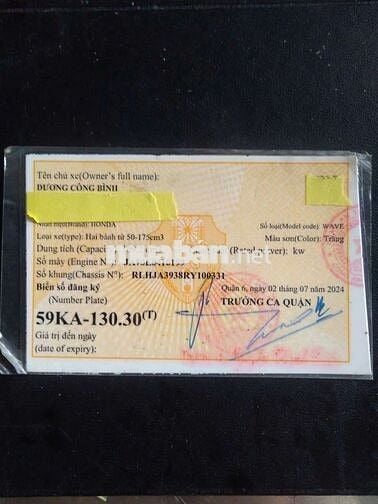 Tên chủ xe(Owner's full name):
DƯƠNG CÔNG BÌNH
Nhãn hiệu(Brand): HONDA Số loại(Model code): WAVE
Loại xe(type): Hai bánh từ 50-175cm3 Màu sơn(Color): Trắng
Dung tích (Capaci power): kw
Số máy (Engine N°):
Số khung(Chassis N°): RLHJA3938RY100331
Biển số đăng ký Quận 6, ngày 02 tháng 07 năm 2024
(Number Plate) TRƯỞNG CA QUẬN
59KA-130.30(T)
Giá trị đến ngày
(date of expiry):
muaban.net